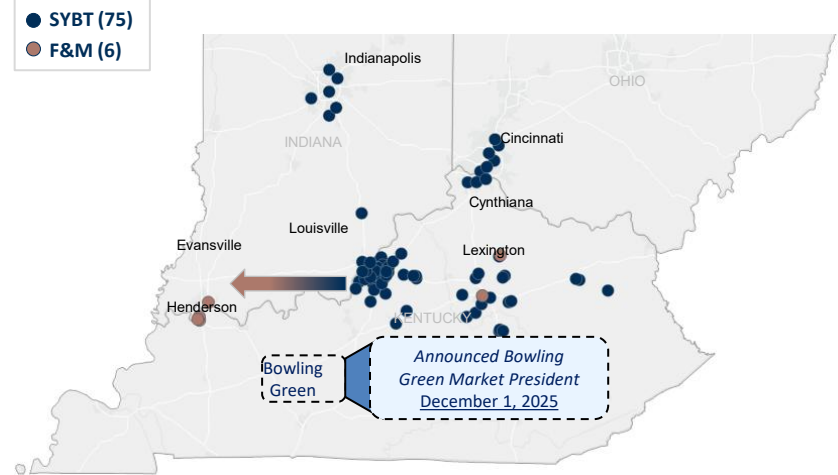 SYBT (75)
F&M (6)
Indianapolis
OHIO
INDIANA
Cincinnati
Cynthiana
Louisville
Evansville
Lexington
Henderson
KENTUCKY
Bowling
Green
Announced Bowling
Green Market President
December 1, 2025